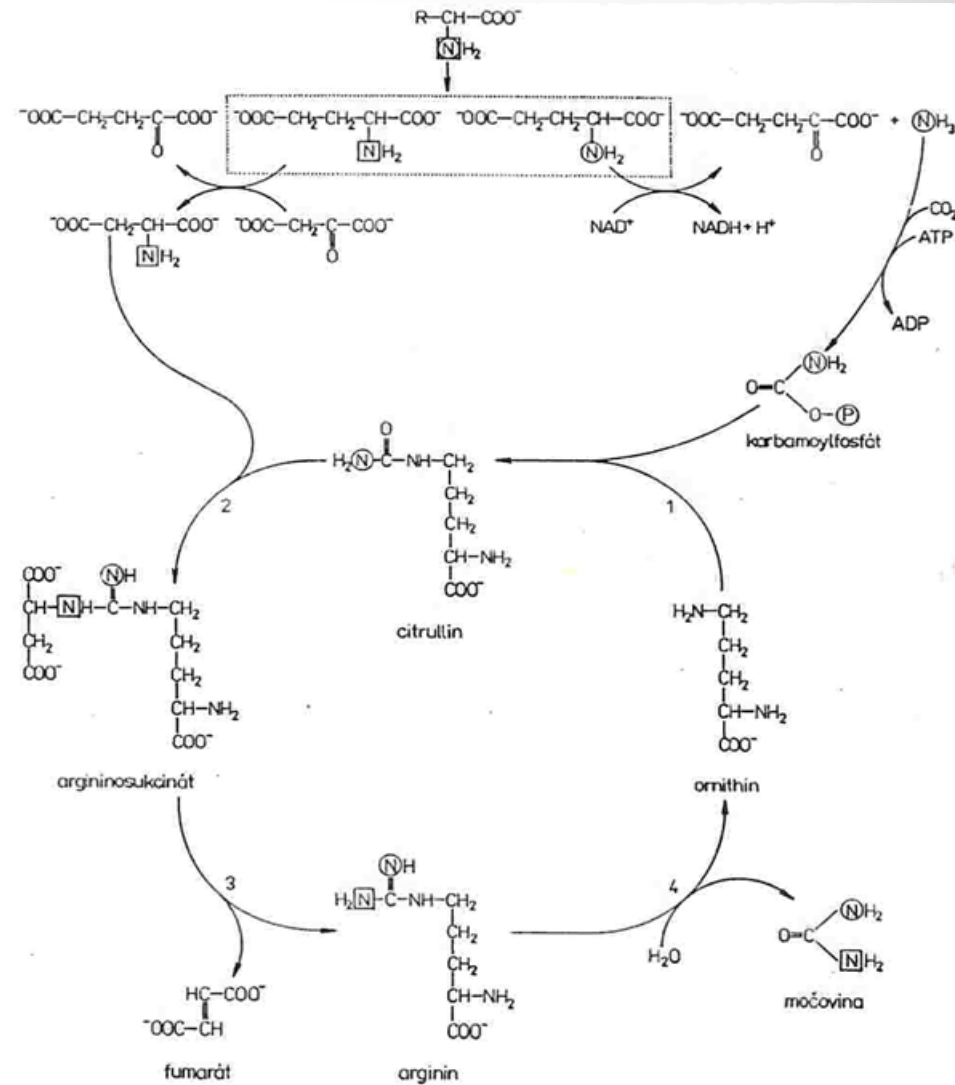 R-CH-COO⁻
NH₂
⁻OOC-CH₂-CH₂-C-COO⁻
O
⁻OOC-CH₂-CH₂-CH-COO⁻
NH₂
⁻OOC-CH₂-CH₂-CH-COO⁻
NH₂
⁻OOC-CH₂-CH₂-C-COO⁻ + NH₃
O
⁻OOC-CH₂-CH-COO⁻
NH₂
⁻OOC-CH₂-C-COO⁻
O
NAD⁺
NADH + H⁺
CO₂
ATP
ADP
NH₂
O=C
O-P
karbamoylfosfát
O
H₂N-C-NH-CH₂
CH₂
CH₂
CH-NH₂
COO⁻
citrullin
1
2
COO⁻
NH
CH-NH-C-NH-CH₂
CH₂
CH₂
COO⁻
CH₂
CH-NH₂
COO⁻
argininosukcinát
H₂N-CH₂
CH₂
CH₂
CH-NH₂
COO⁻
ornithin
3
HC-COO⁻
⁻OOC-CH
fumarát
NH
H₂N-C-NH-CH₂
CH₂
CH₂
CH-NH₂
COO⁻
arginin
4
H₂O
NH₂
O=C
NH₂
močovina